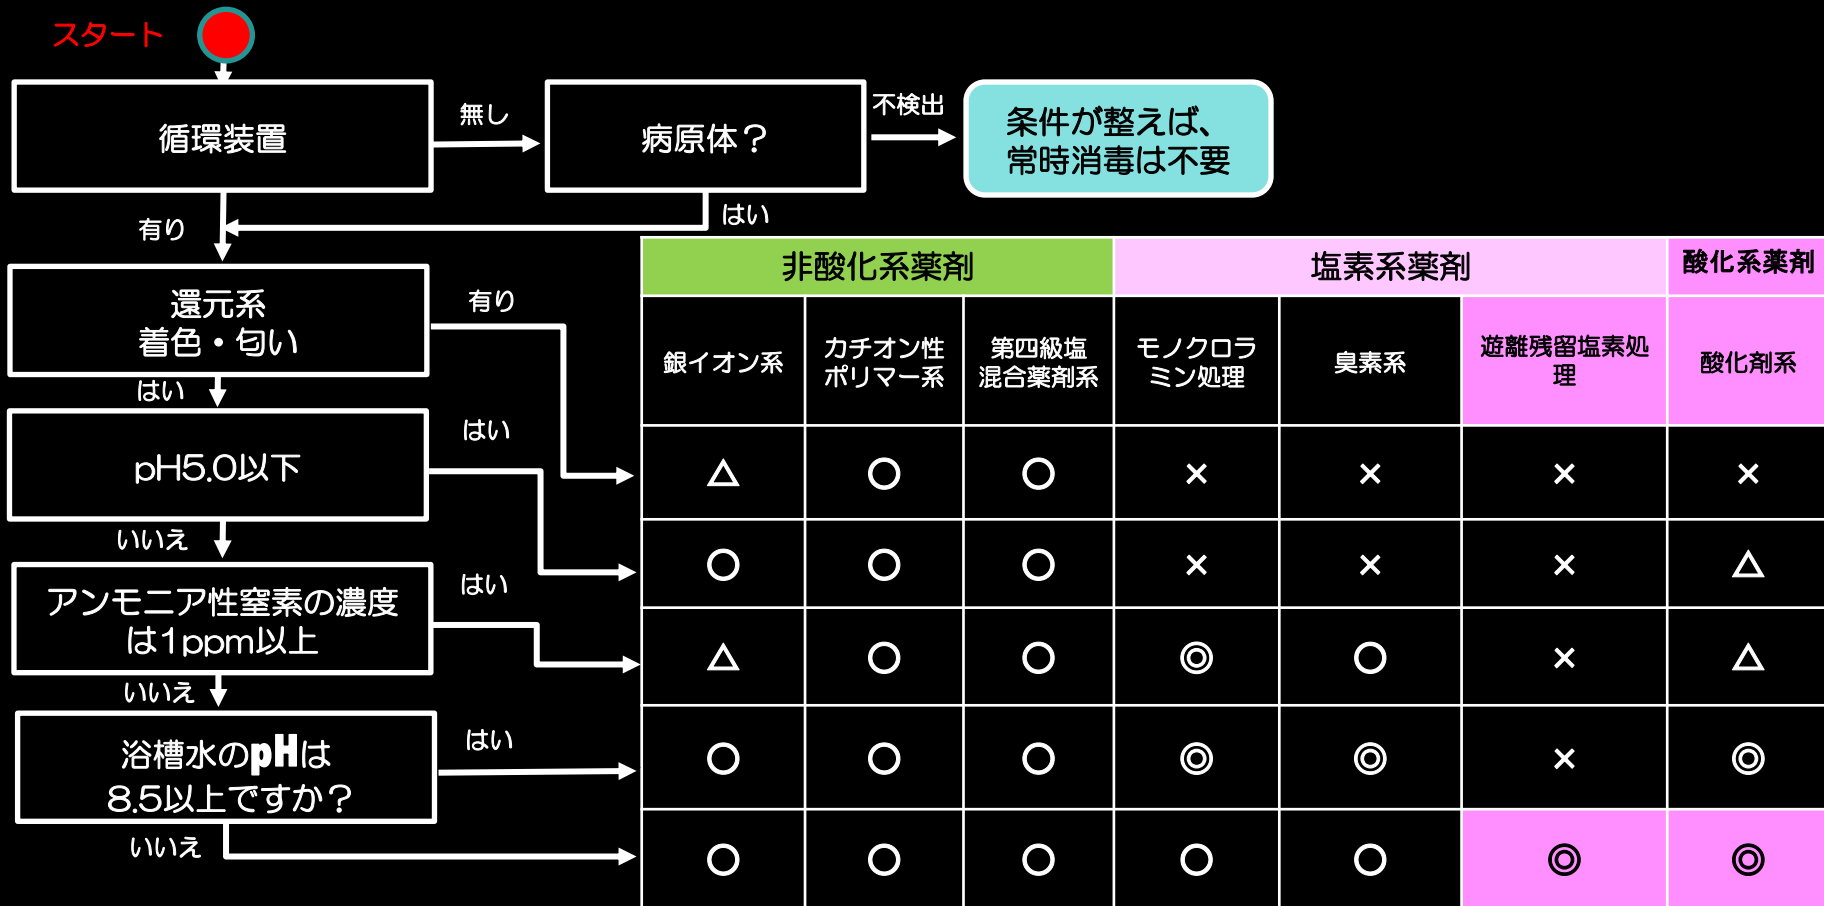 スタート
循環装置
無し
病原体？
不検出
条件が整えば、
常時消毒は不要
有り
はい
還元系
着色・匂い
有り
はい
pH5.0以下
はい
いいえ
アンモニア性窒素の濃度
は1ppm以上
はい
いいえ
浴槽水のpHは
8.5以上ですか？
はい
いいえ
非酸化系薬剤
塩素系薬剤
酸化系薬剤
銀イオン系
カチオン性
ポリマー系
第四級塩
混合薬剤系
モノクロラ
ミン処理
臭素系
遊離残留塩素処
理
酸化剤系
△ ○ ○ × × × ×
○ ○ ○ × × × △
△ ○ ○ ◎ ○ × △
○ ○ ○ ◎ ◎ × ◎
○ ○ ○ ○ ○ ◎ ◎